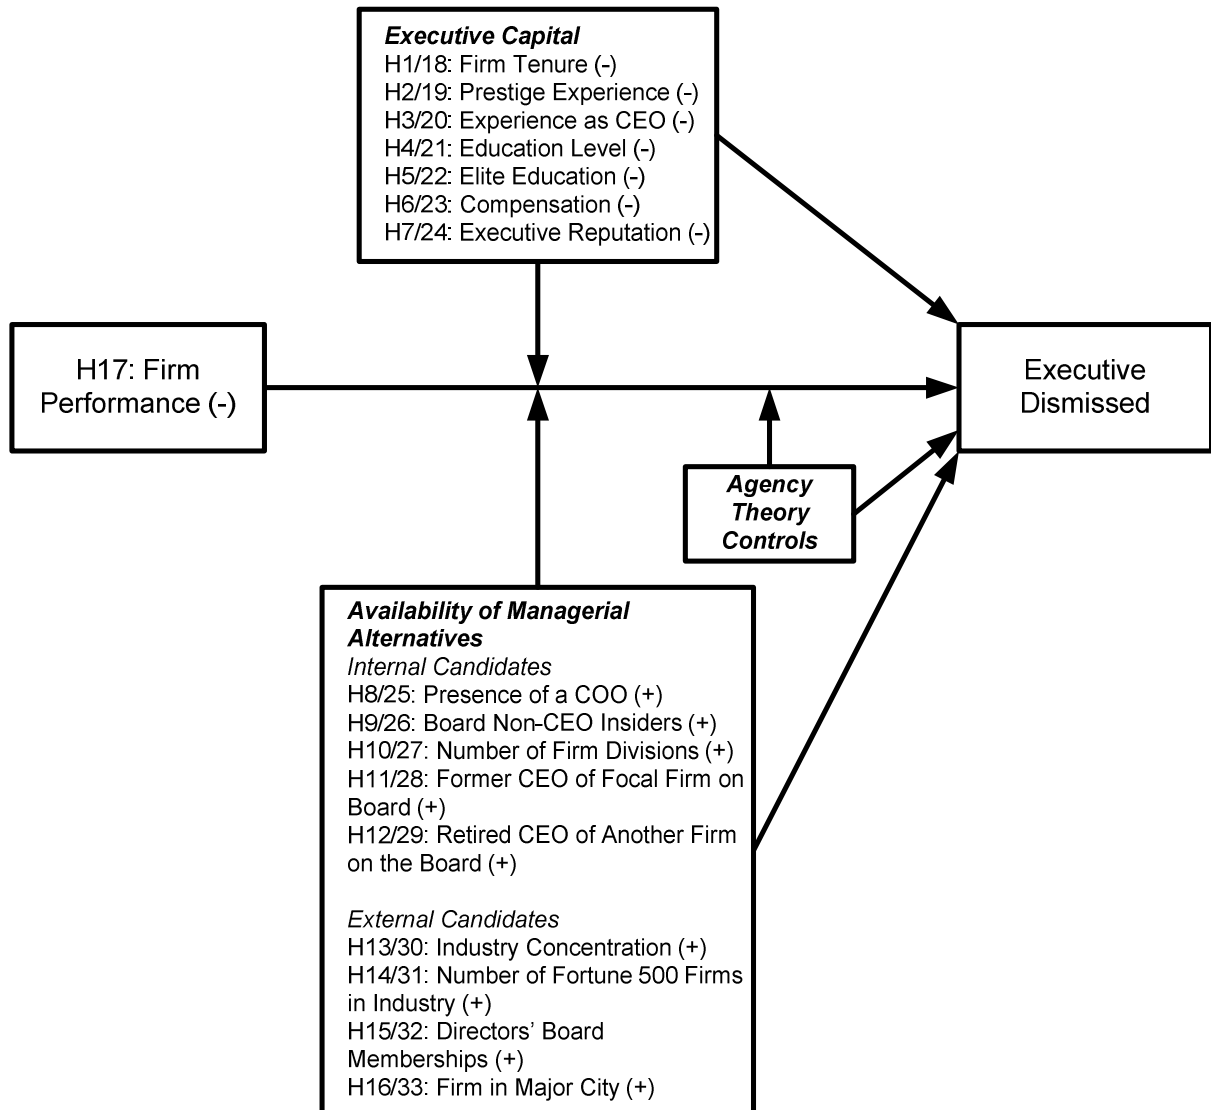 Executive Capital
H1/18: Firm Tenure (-)
H2/19: Prestige Experience (-)
H3/20: Experience as CEO (-)
H4/21: Education Level (-)
H5/22: Elite Education (-)
H6/23: Compensation (-)
H7/24: Executive Reputation (-)
H17: Firm
Performance (-)
Executive
Dismissed
Agency
Theory
Controls
Availability of Managerial
Alternatives
Internal Candidates
H8/25: Presence of a COO (+)
H9/26: Board Non-CEO Insiders (+)
H10/27: Number of Firm Divisions (+)
H11/28: Former CEO of Focal Firm on
Board (+)
H12/29: Retired CEO of Another Firm
on the Board (+)
External Candidates
H13/30: Industry Concentration (+)
H14/31: Number of Fortune 500 Firms
in Industry (+)
H15/32: Directors’ Board
Memberships (+)
H16/33: Firm in Major City (+)